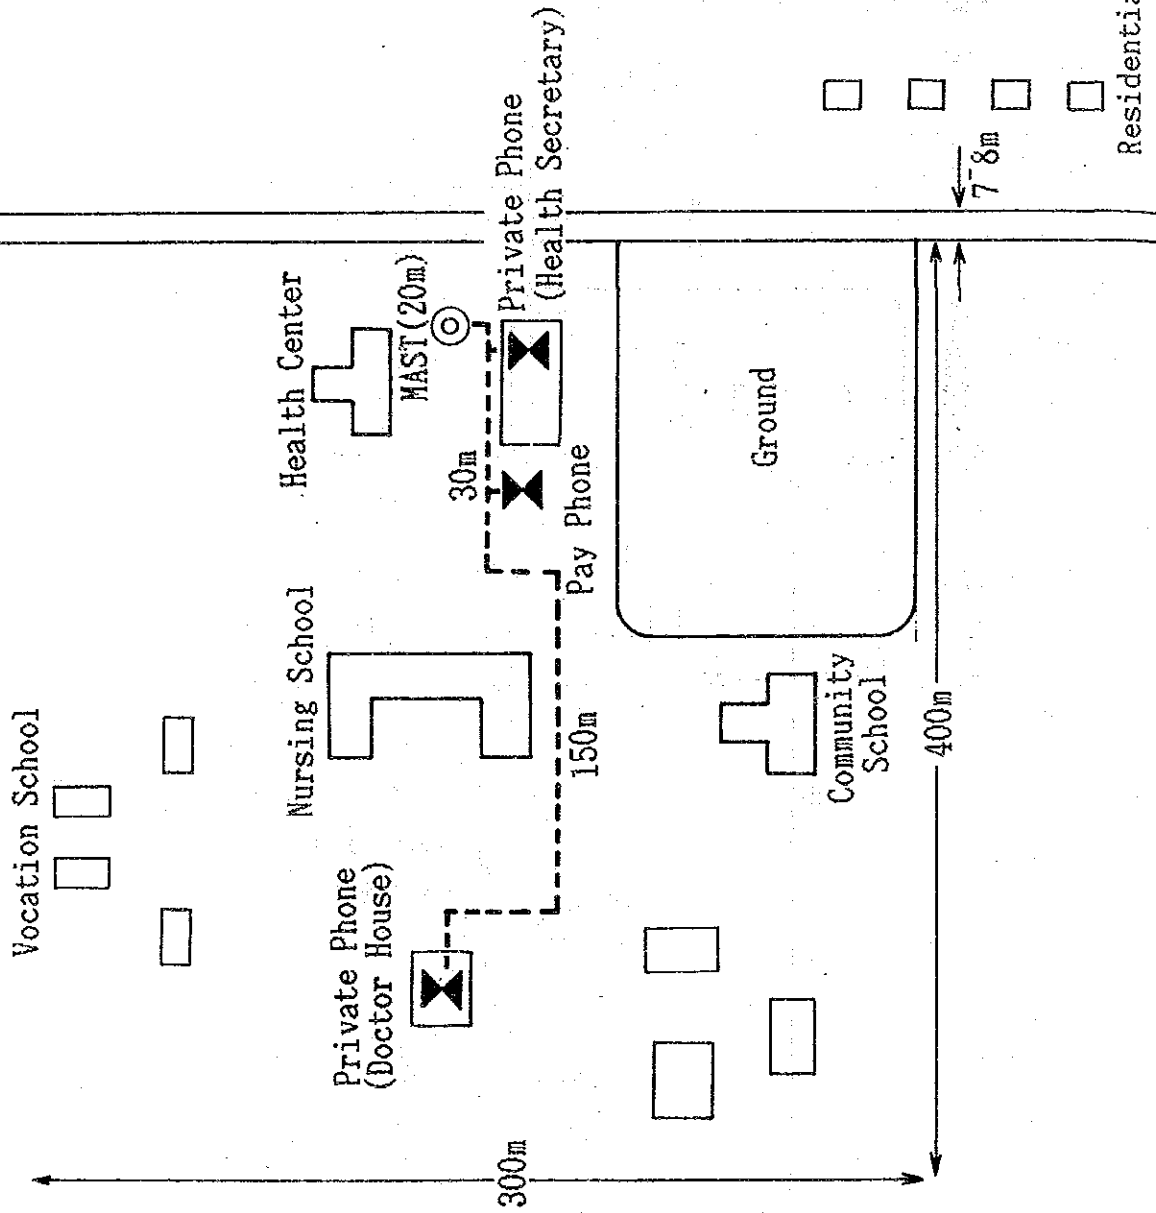 Vocation School
Private Phone
(Doctor House)
Nursing School
Health Center
MAST(20m)
30m
Pay Phone
Private Phone
(Health Secretary)
150m
300m
Community
School
Ground
400m
7-8m